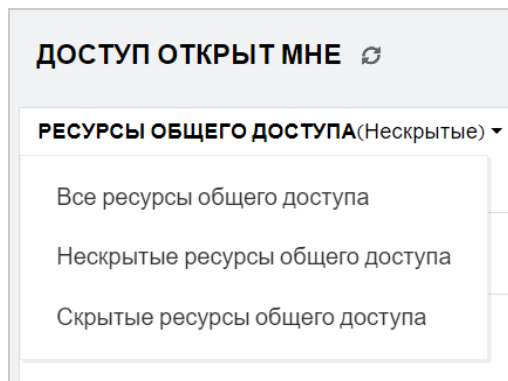 ДОСТУП ОТКРЫТ МНЕ
РЕСУРСЫ ОБЩЕГО ДОСТУПА(Нескрытые)
Все ресурсы общего доступа
Нескрытые ресурсы общего доступа
Скрытые ресурсы общего доступа